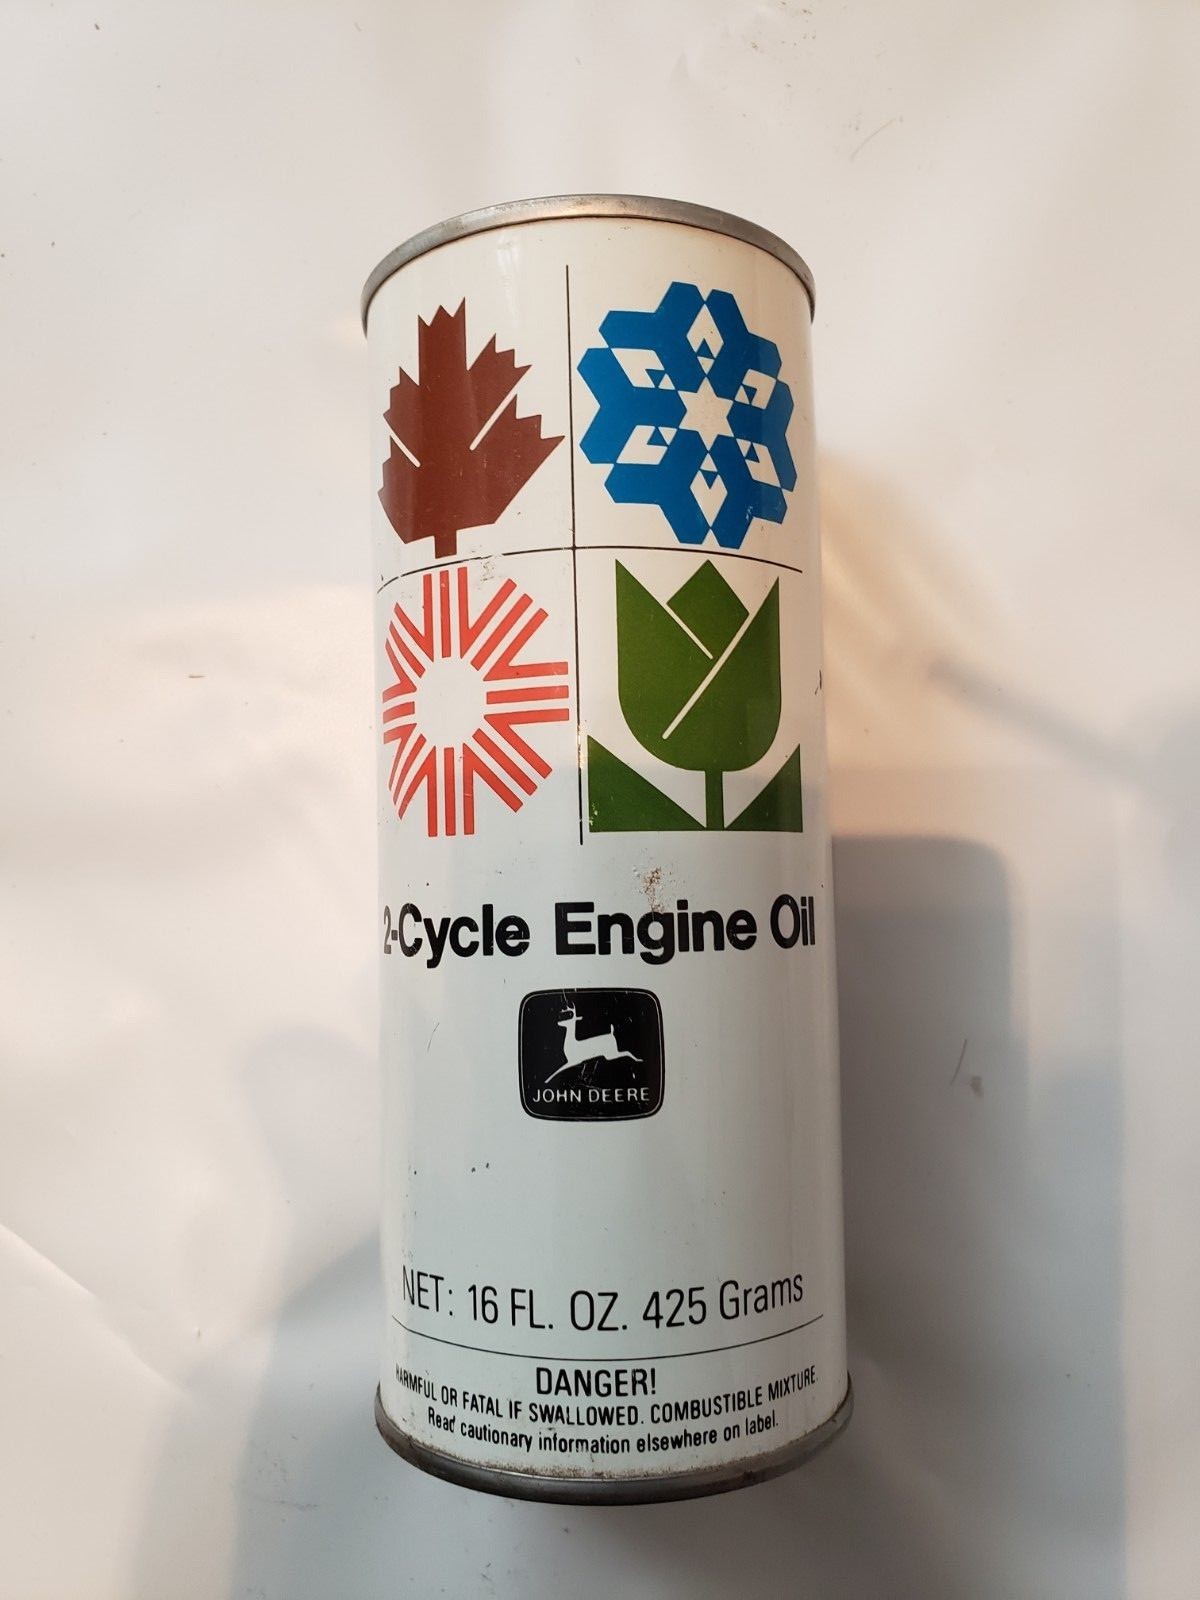 2-Cycle Engine Oil
JOHN DEERE
NET: 16 FL. OZ. 425 Grams
DANGER!
HARMFUL OR FATAL IF SWALLOWED. COMBUSTIBLE MIXTURE.
Read cautionary information elsewhere on label.